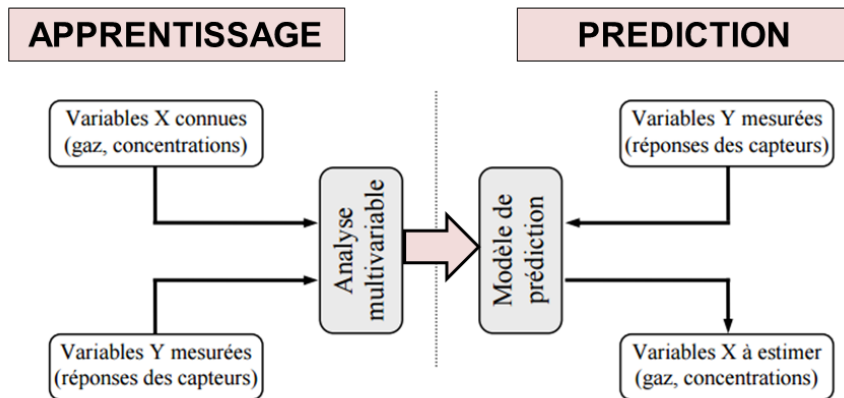 APPRENTISSAGE
PREDICTION
Variables X connues
(gaz, concentrations)
Variables Y mesurées
(réponses des capteurs)
Analyse
multivariable
Modèle de
prédiction
Variables Y mesurées
(réponses des capteurs)
Variables X à estimer
(gaz, concentrations)